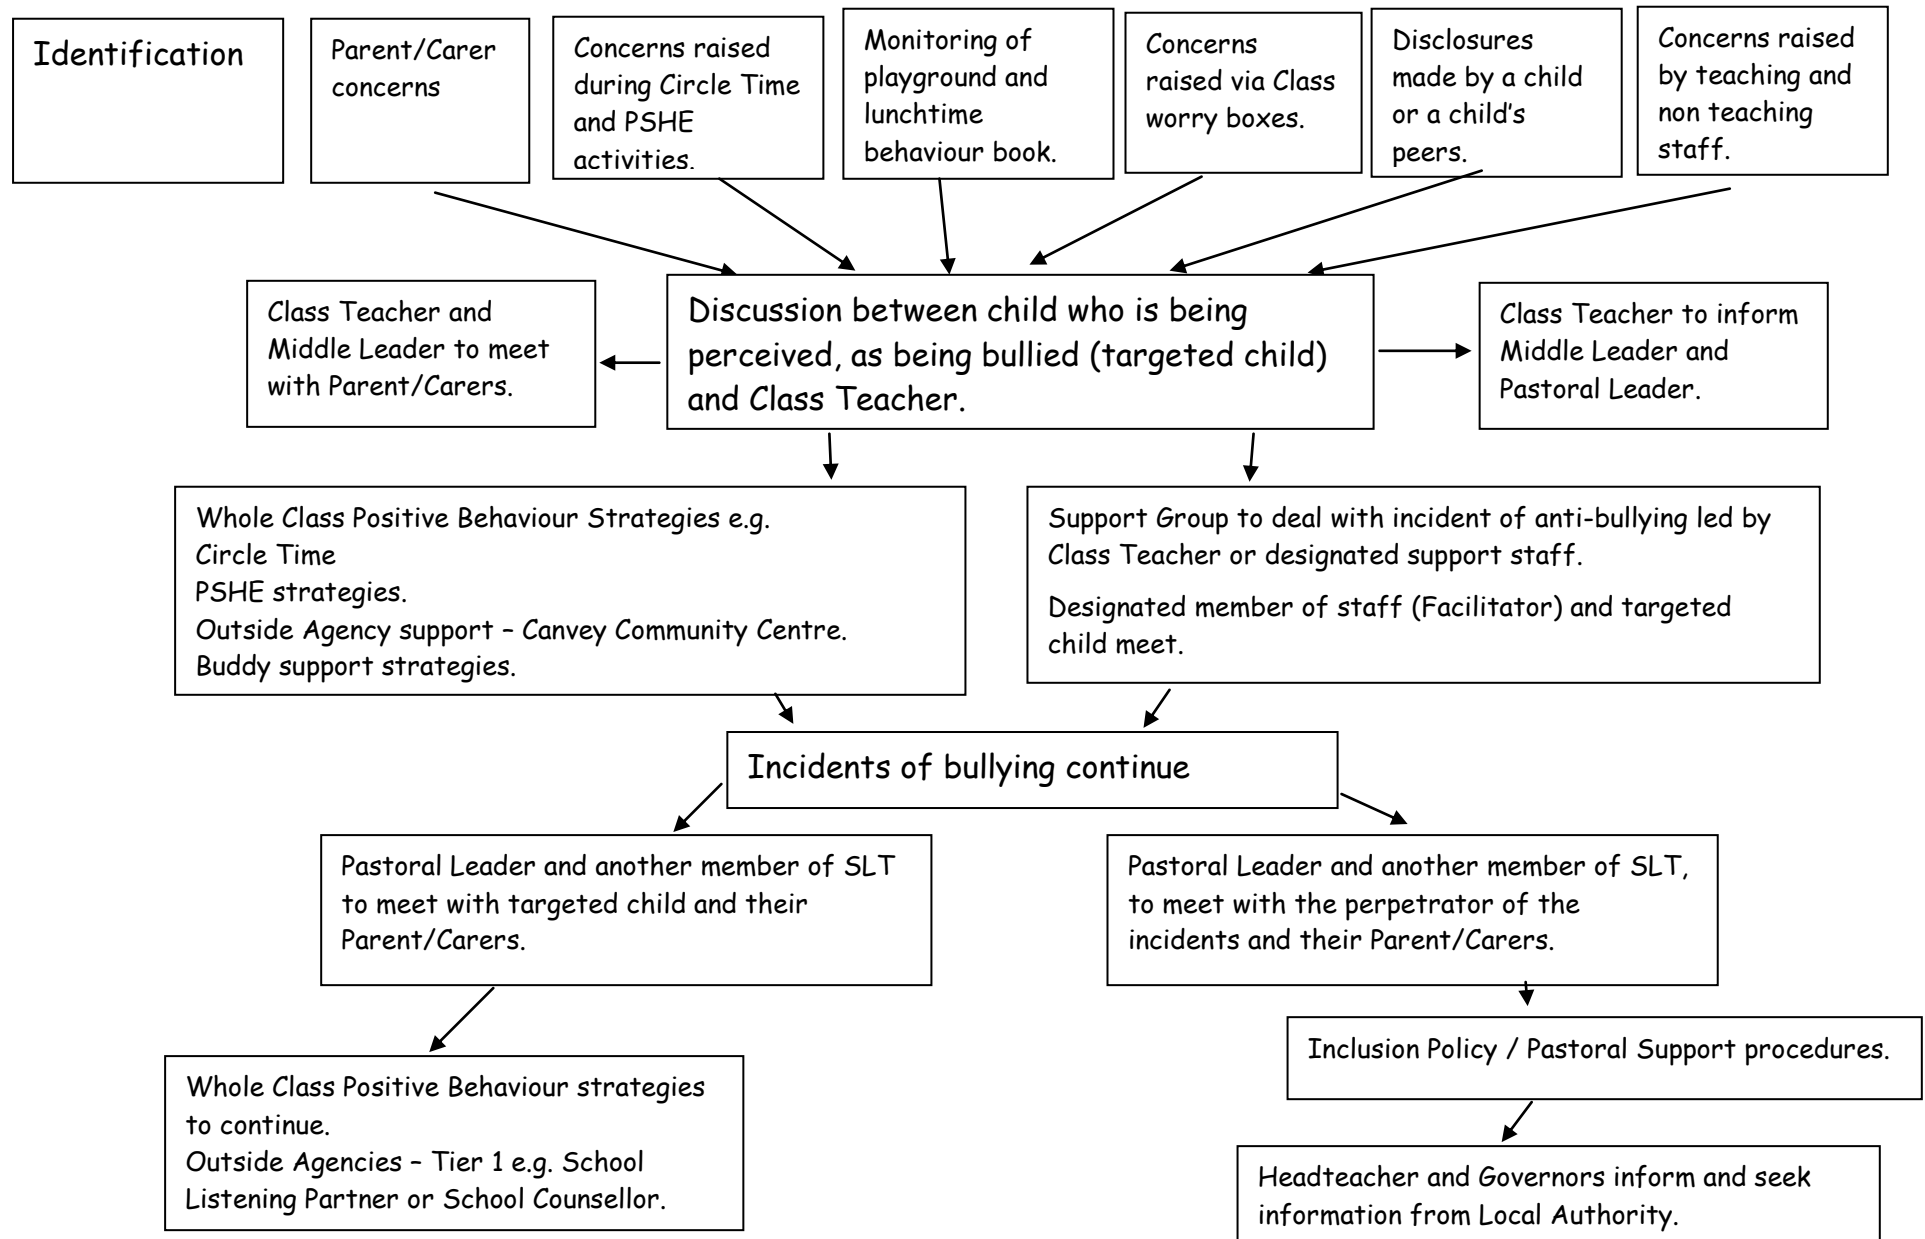 Identification
Parent/Carer
concerns
Concerns raised
during Circle Time
and PSHE
activities.
Monitoring of
playground and
lunchtime
behaviour book.
Concerns
raised via Class
worry boxes.
Disclosures
made by a child
or a child's
peers.
Concerns raised
by teaching and
non teaching
staff.
Class Teacher and
Middle Leader to meet
with Parent/Carers.
Discussion between child who is being
perceived, as being bullied (targeted child)
and Class Teacher.
Class Teacher to inform
Middle Leader and
Pastoral Leader.
Whole Class Positive Behaviour Strategies e.g.
Circle Time
PSHE strategies.
Outside Agency support – Canvey Community Centre.
Buddy support strategies.
Support Group to deal with incident of anti-bullying led by
Class Teacher or designated support staff.
Designated member of staff (Facilitator) and targeted
child meet.
Incidents of bullying continue
Pastoral Leader and another member of SLT
to meet with targeted child and their
Parent/Carers.
Pastoral Leader and another member of SLT,
to meet with the perpetrator of the
incidents and their Parent/Carers.
Whole Class Positive Behaviour strategies
to continue.
Outside Agencies – Tier 1 e.g. School
Listening Partner or School Counsellor.
Inclusion Policy / Pastoral Support procedures.
Headteacher and Governors inform and seek
information from Local Authority.